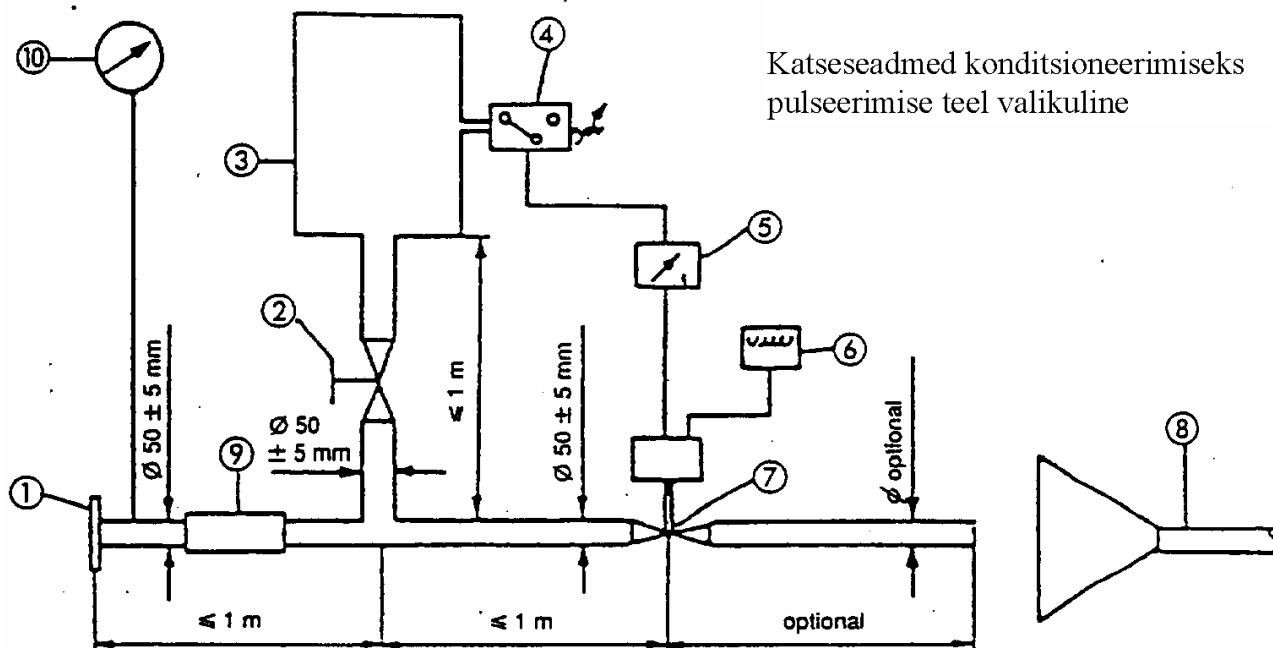 Katseseadmed konditsioneerimiseks
pulseerimise teel valikuline
10
4
3
5
2
6
≤ 1 m
Ø 50 ± 5 mm
Ø 50
± 5 mm
Ø 50 ± 5 mm
Ø optional
8
9
7
1
≤ 1 m
≤ 1 m
optional